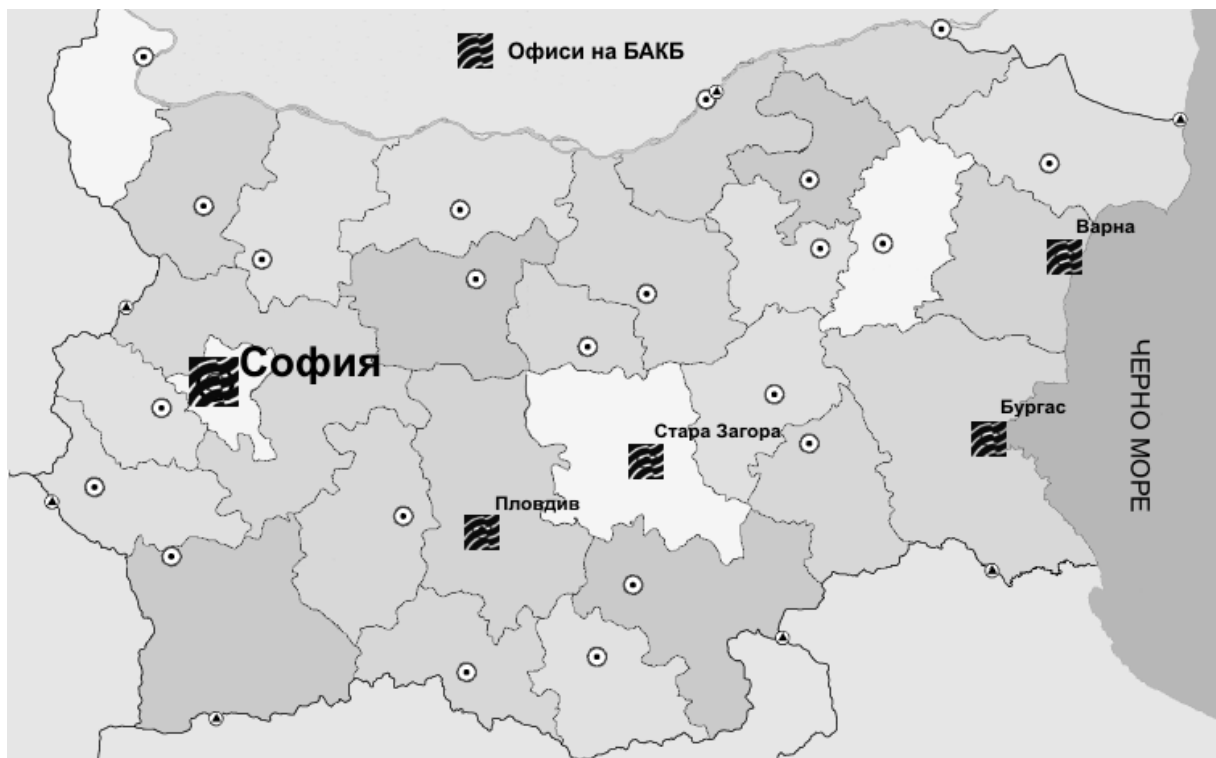 Офиси на БАКБ
Варна
София
ЧЕРНО МОРЕ
Бургас
Стара Загора
Пловдив